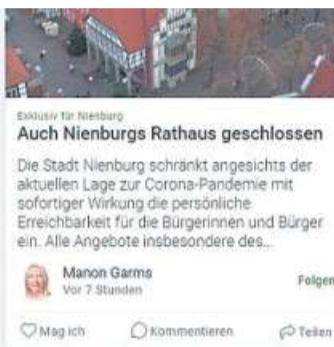 Exklusiv für Nienburg
Auch Nienburgs Rathaus geschlossen
Die Stadt Nienburg schränkt angesichts der
aktuellen Lage zur Corona-Pandemie mit
sofortiger Wirkung die persönliche
Erreichbarkeit für die Bürgerinnen und Bürger
ein. Alle Angebote insbesondere des...
Manon Garms
Folgen
Vor 7 Stunden
Mag ich
Kommentieren
Teilen